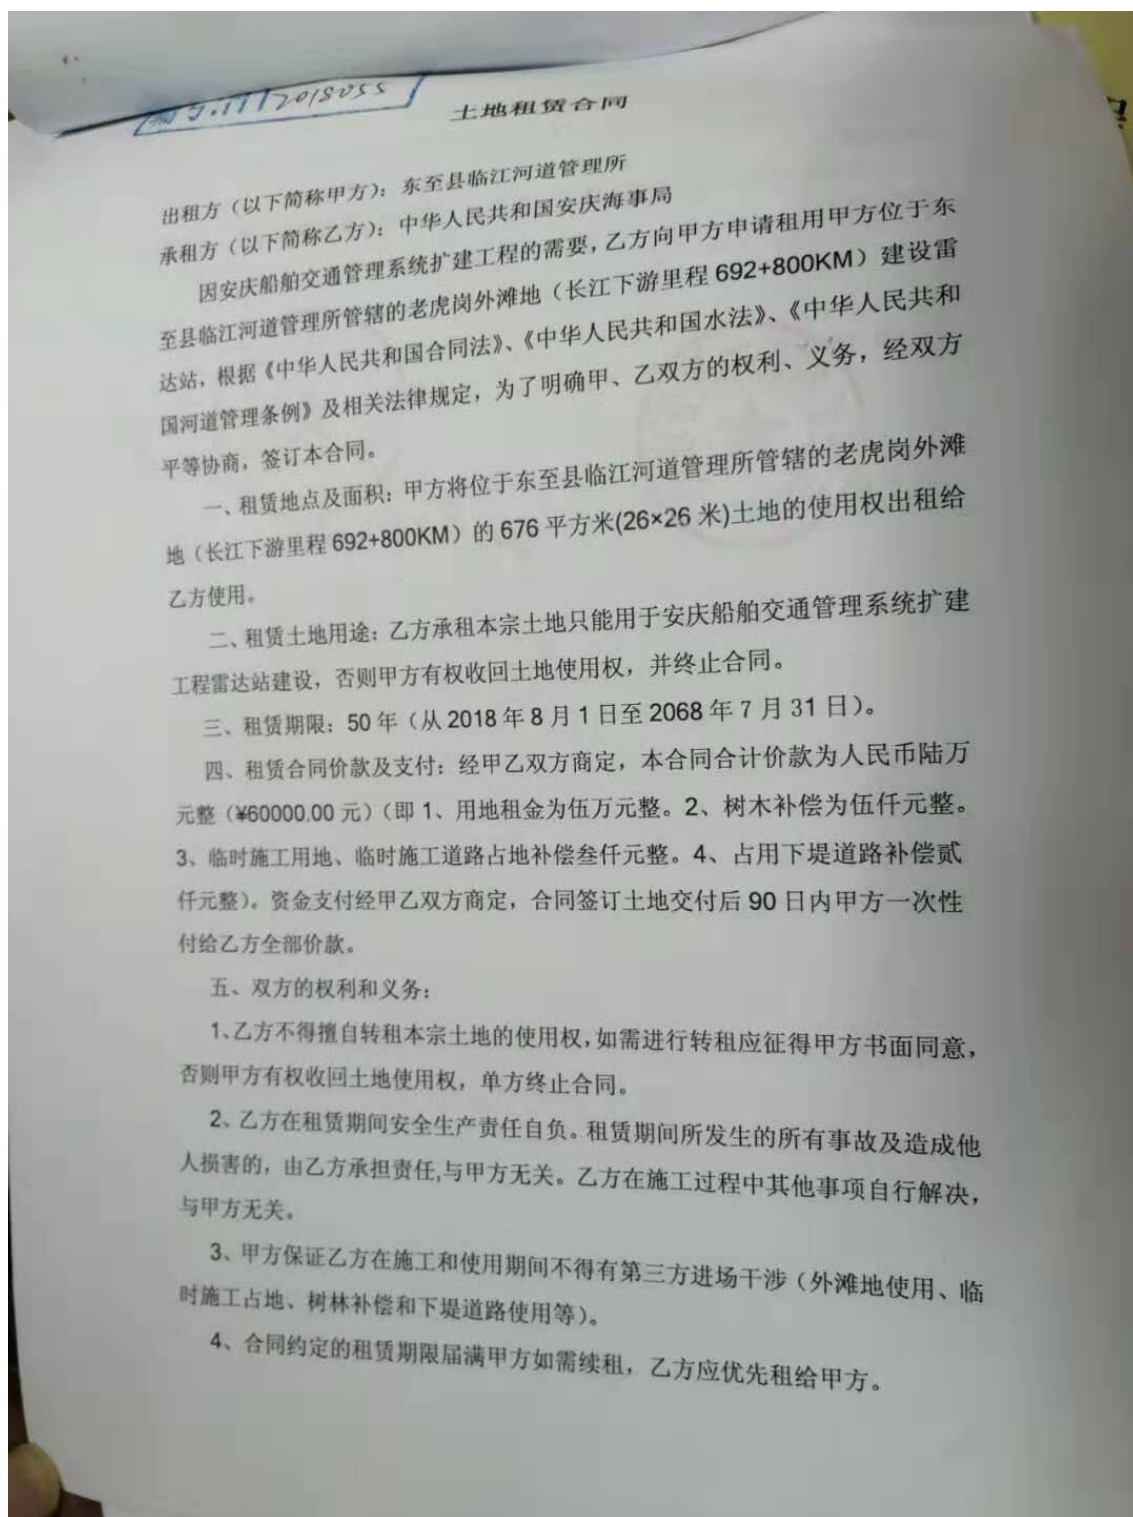 2018055
土地租赁合同
出租方（以下简称甲方）：东至县临江河道管理所
承租方（以下简称乙方）：中华人民共和国安庆海事局
因安庆船舶交通管理系统扩建工程的需要，乙方向甲方申请租用甲方位于东
至县临江河道管理所管辖的老虎岗外滩地（长江下游里程 692+800KM）建设雷
达站，根据《中华人民共和国合同法》、《中华人民共和国水法》、《中华人民共和
国河道管理条例》及相关法律规定，为了明确甲、乙双方的权利、义务，经双方
平等协商，签订本合同。
一、租赁地点及面积：甲方将位于东至县临江河道管理所管辖的老虎岗外滩
地（长江下游里程 692+800KM）的 676 平方米(26×26 米)土地的使用权出租给
乙方使用。
二、租赁土地用途：乙方承租本宗土地只能用于安庆船舶交通管理系统扩建
工程雷达站建设，否则甲方有权收回土地使用权，并终止合同。
三、租赁期限：50 年（从 2018 年 8 月 1 日至 2068 年 7 月 31 日）。
四、租赁合同价款及支付：经甲乙双方商定，本合同合计价款为人民币陆万
元整（¥60000.00 元）（即 1、用地租金为伍万元整。2、树木补偿为伍仟元整。
3、临时施工用地、临时施工道路占地补偿叁仟元整。4、占用下堤道路补偿贰
仟元整）。资金支付经甲乙双方商定，合同签订土地交付后 90 日内甲方一次性
付给乙方全部价款。
五、双方的权利和义务：
1、乙方不得擅自转租本宗土地的使用权，如需进行转租应征得甲方书面同意，
否则甲方有权收回土地使用权，单方终止合同。
2、乙方在租赁期间安全生产责任自负。租赁期间所发生的所有事故及造成他
人损害的，由乙方承担责任,与甲方无关。乙方在施工过程中其他事项自行解决，
与甲方无关。
3、甲方保证乙方在施工和使用期间不得有第三方进场干涉（外滩地使用、临
时施工占地、树林补偿和下堤道路使用等）。
4、合同约定的租赁期限届满甲方如需续租，乙方应优先租给甲方。